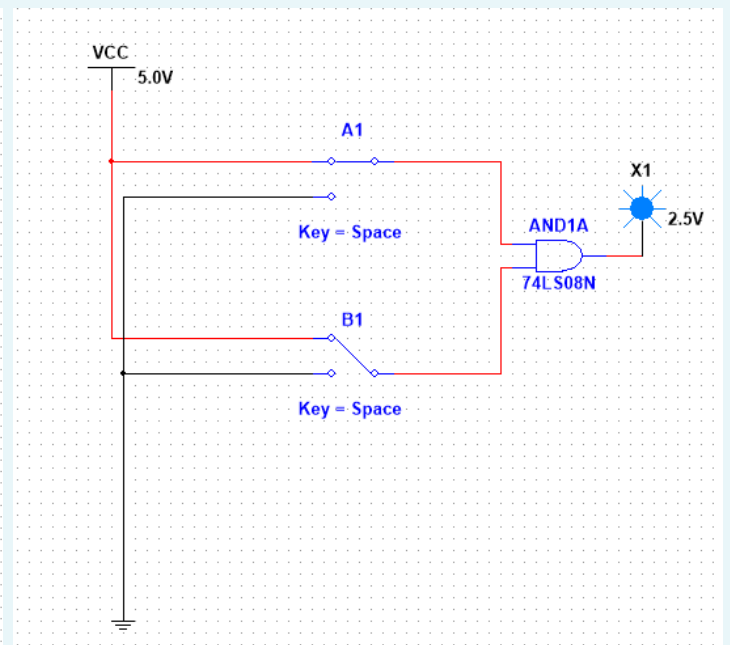 VCC
5.0V
A1
Key = Space
X1
2.5V
AND1A
74LS08N
B1
Key = Space